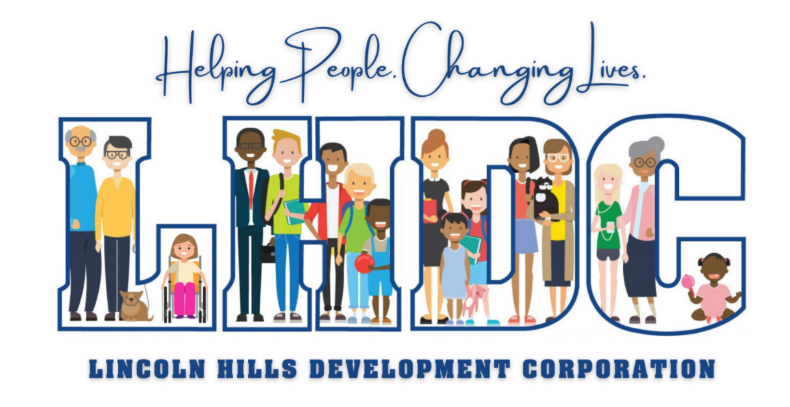 Helping People. Changing Lives.
LHDC
LINCOLN HILLS DEVELOPMENT CORPORATION